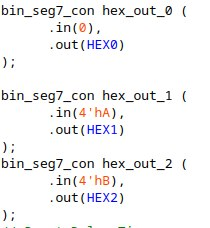 bin_seg7_con hex_out_0 (
.in(0),
.out(HEX0)
);
bin_seg7_con hex_out_1 (
.in(4'hA),
.out(HEX1)
);
bin_seg7_con hex_out_2 (
.in(4'hB),
.out(HEX2)
);